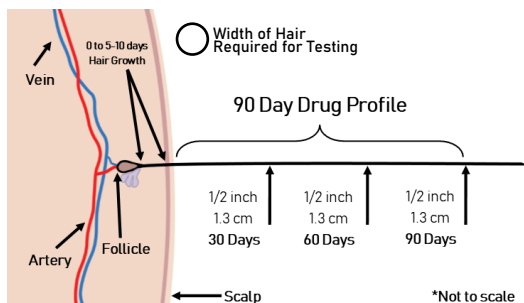 0 to 5-10 days
Hair Growth
Width of Hair
Required for Testing
Vein
90 Day Drug Profile
1/2 inch
1.3 cm
30 Days
1/2 inch
1.3 cm
60 Days
1/2 inch
1.3 cm
90 Days
Follicle
Artery
Scalp
*Not to scale